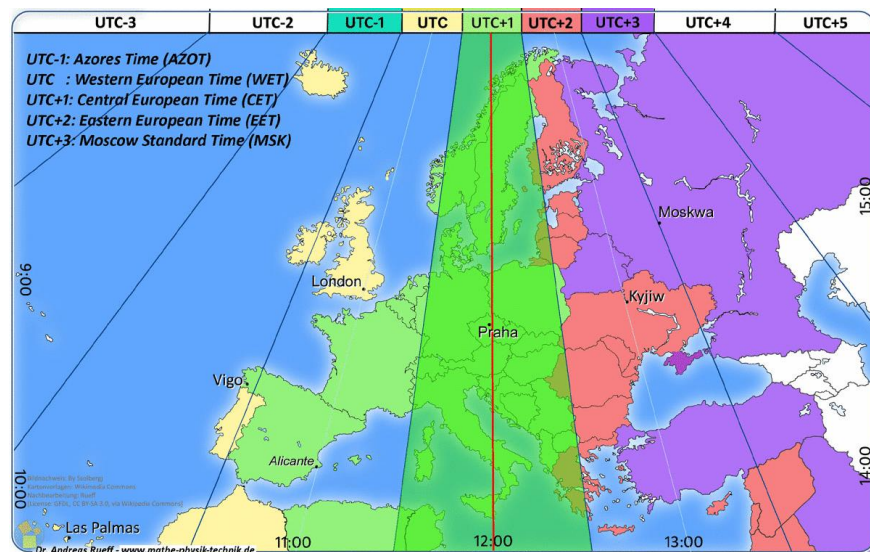 UTC-3 UTC-2 UTC-1 UTC UTC+1 UTC+2 UTC+3 UTC+4 UTC+5
UTC-1: Azores Time (AZOT)
UTC : Western European Time (WET)
UTC+1: Central European Time (CET)
UTC+2: Eastern European Time (EET)
UTC+3: Moscow Standard Time (MSK)
15:00
Moskwa
9:00
London
Kyjiw
Praha
Vigo
Alicante
14:00
10:00
Las Palmas
11:00
12:00
13:00
Dr. Andreas Rueff - www.mathe-physik-technik.de